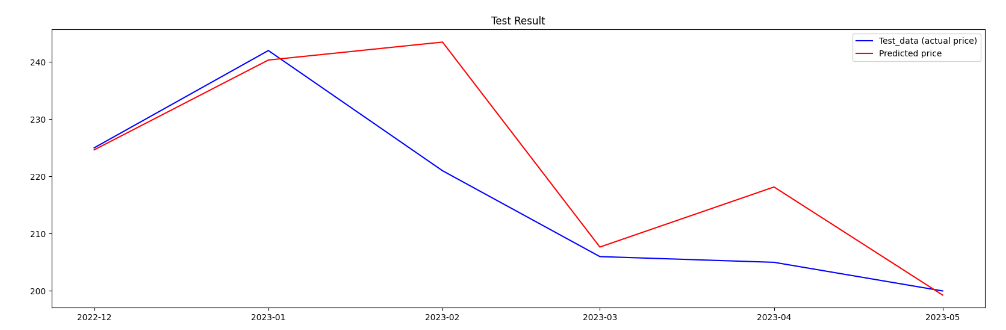 Test Result
Test_data (actual price)
Predicted price
240
230
220
210
200
2022-12 2023-01 2023-02 2023-03 2023-04 2023-05